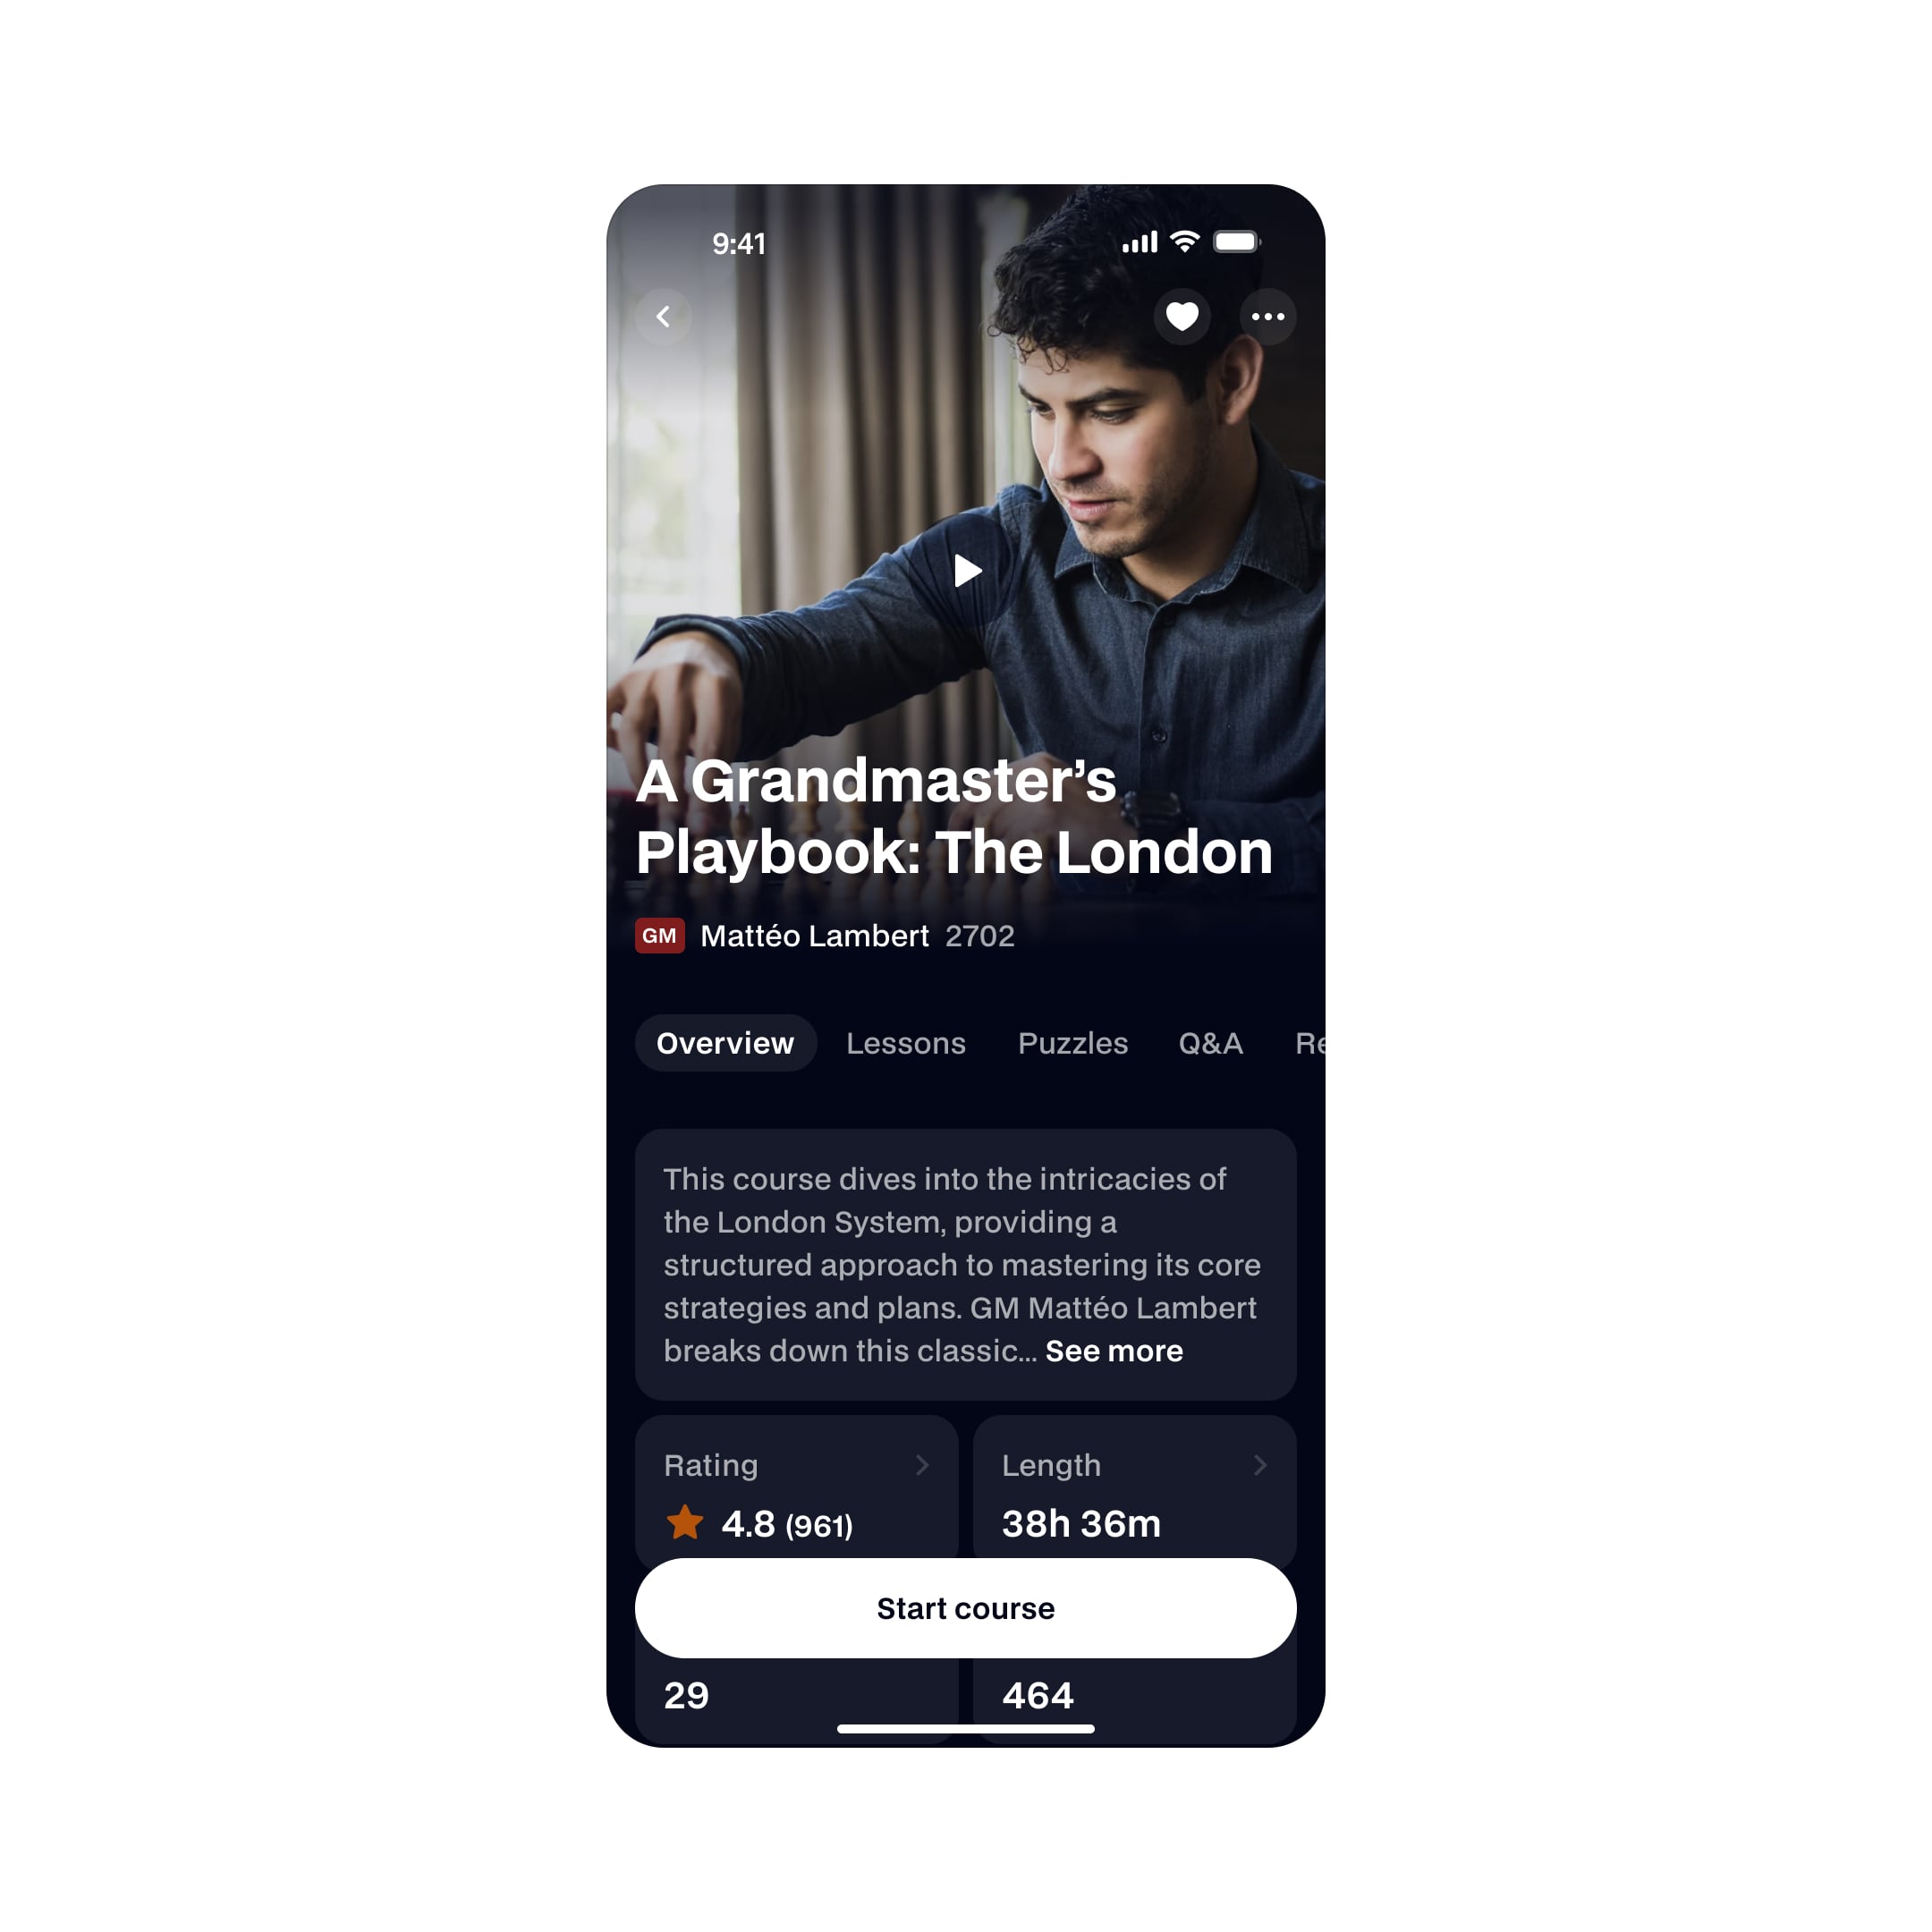 9:41
A Grandmaster’s
Playbook: The London
GM Mattéo Lambert 2702
Overview Lessons Puzzles Q&A Re
This course dives into the intricacies of
the London System, providing a
structured approach to mastering its core
strategies and plans. GM Mattéo Lambert
breaks down this classic... See more
Rating Length
4.8 (961) 38h 36m
Start course
29 464